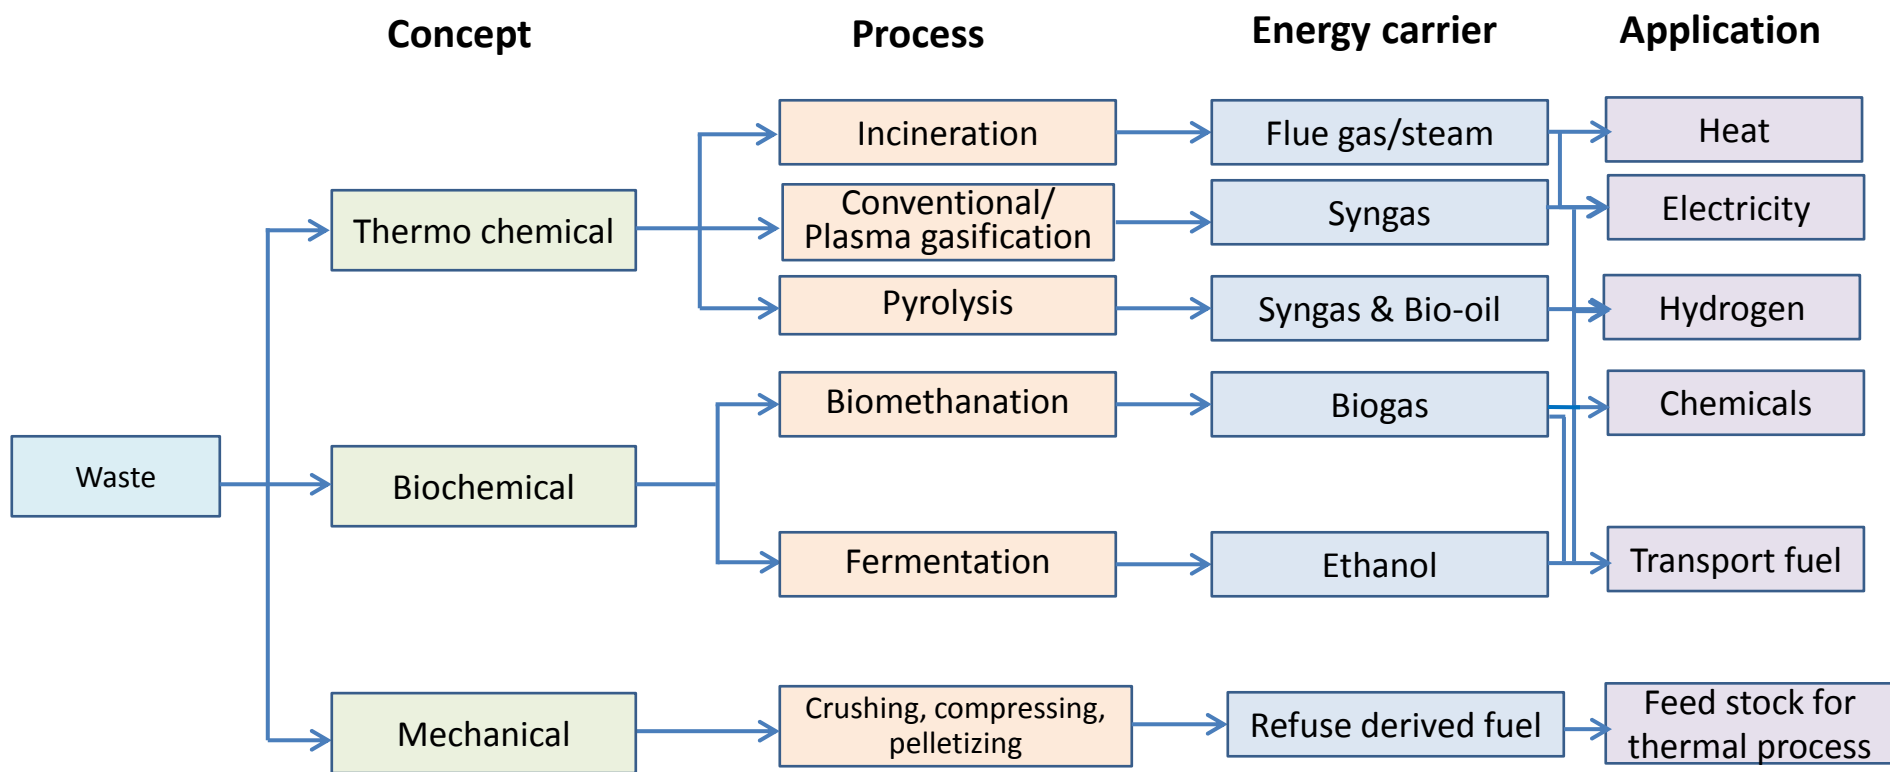 Concept
Process
Energy carrier
Application
Incineration
Flue gas/steam
Heat
Thermo chemical
Conventional/
Plasma gasification
Syngas
Electricity
Pyrolysis
Syngas & Bio-oil
Hydrogen
Biomethanation
Biogas
Chemicals
Waste
Biochemical
Fermentation
Ethanol
Transport fuel
Mechanical
Crushing, compressing,
pelletizing
Refuse derived fuel
Feed stock for
thermal process